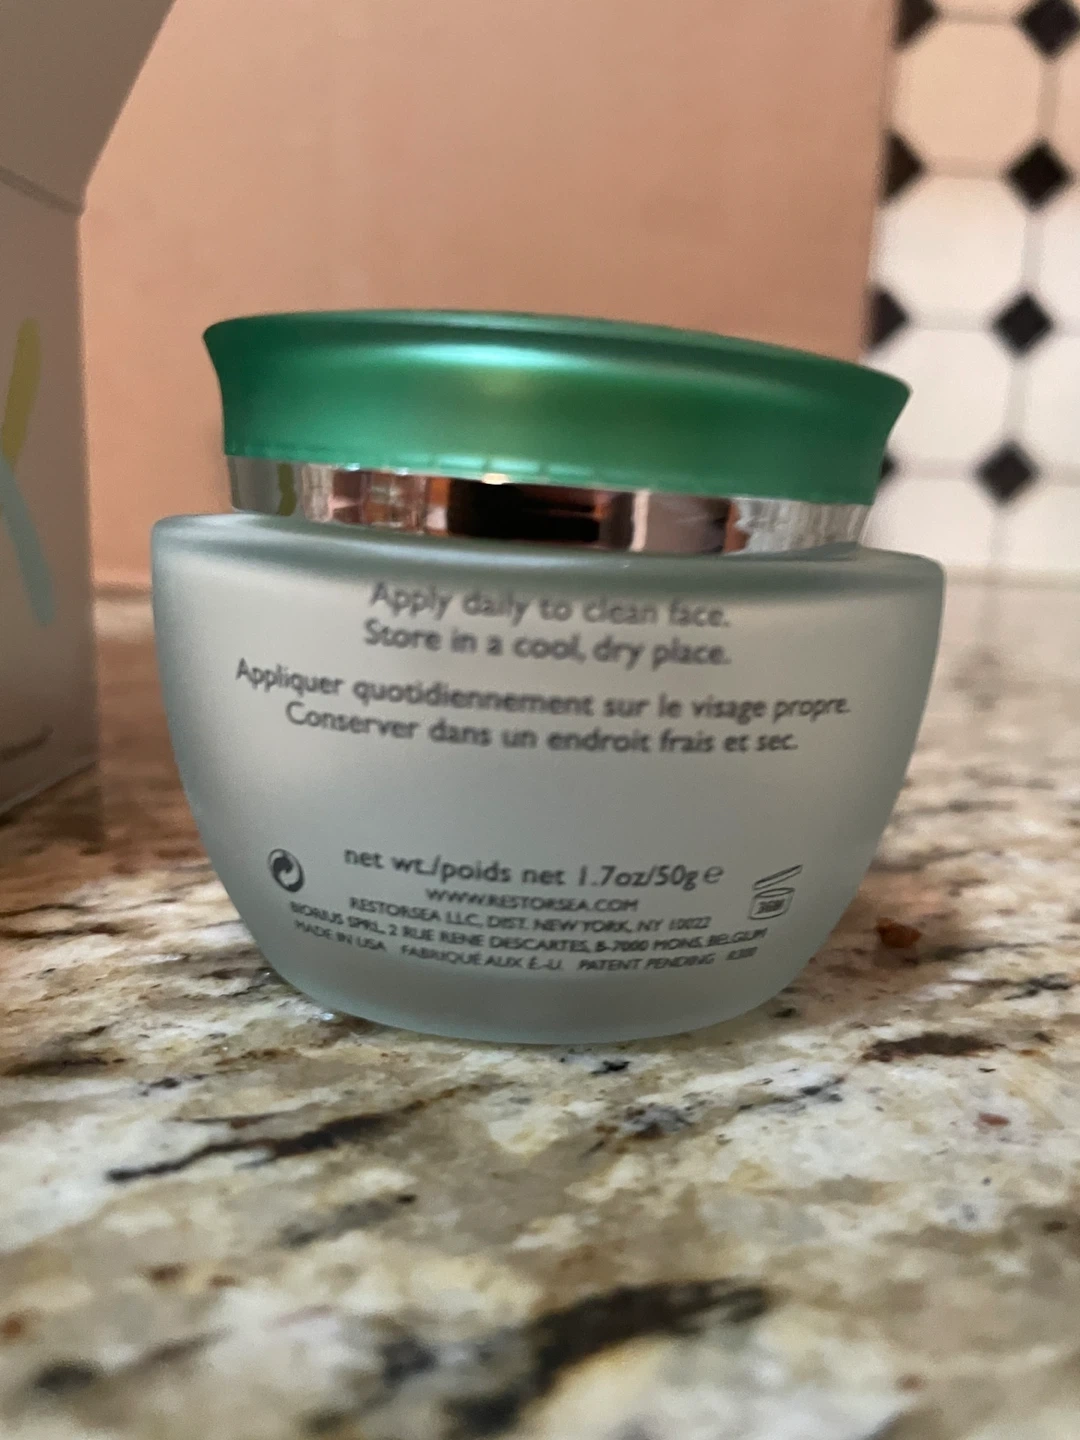 Apply daily to clean face.
Store in a cool, dry place.
Appliquer quotidiennement sur le visage propre.
Conserver dans un endroit frais et sec.
net wt./poids net 1.7oz/50g ℮
WWW.RESTORSEA.COM
RESTORSEA LLC, DIST. NEW YORK, NY 10022
SPRL, 2 RUE RENE DESCARTES, B-7000 MONS, BELGIUM
MADE IN USA FABRIQUÉ AUX É.-U. PATENT PENDING